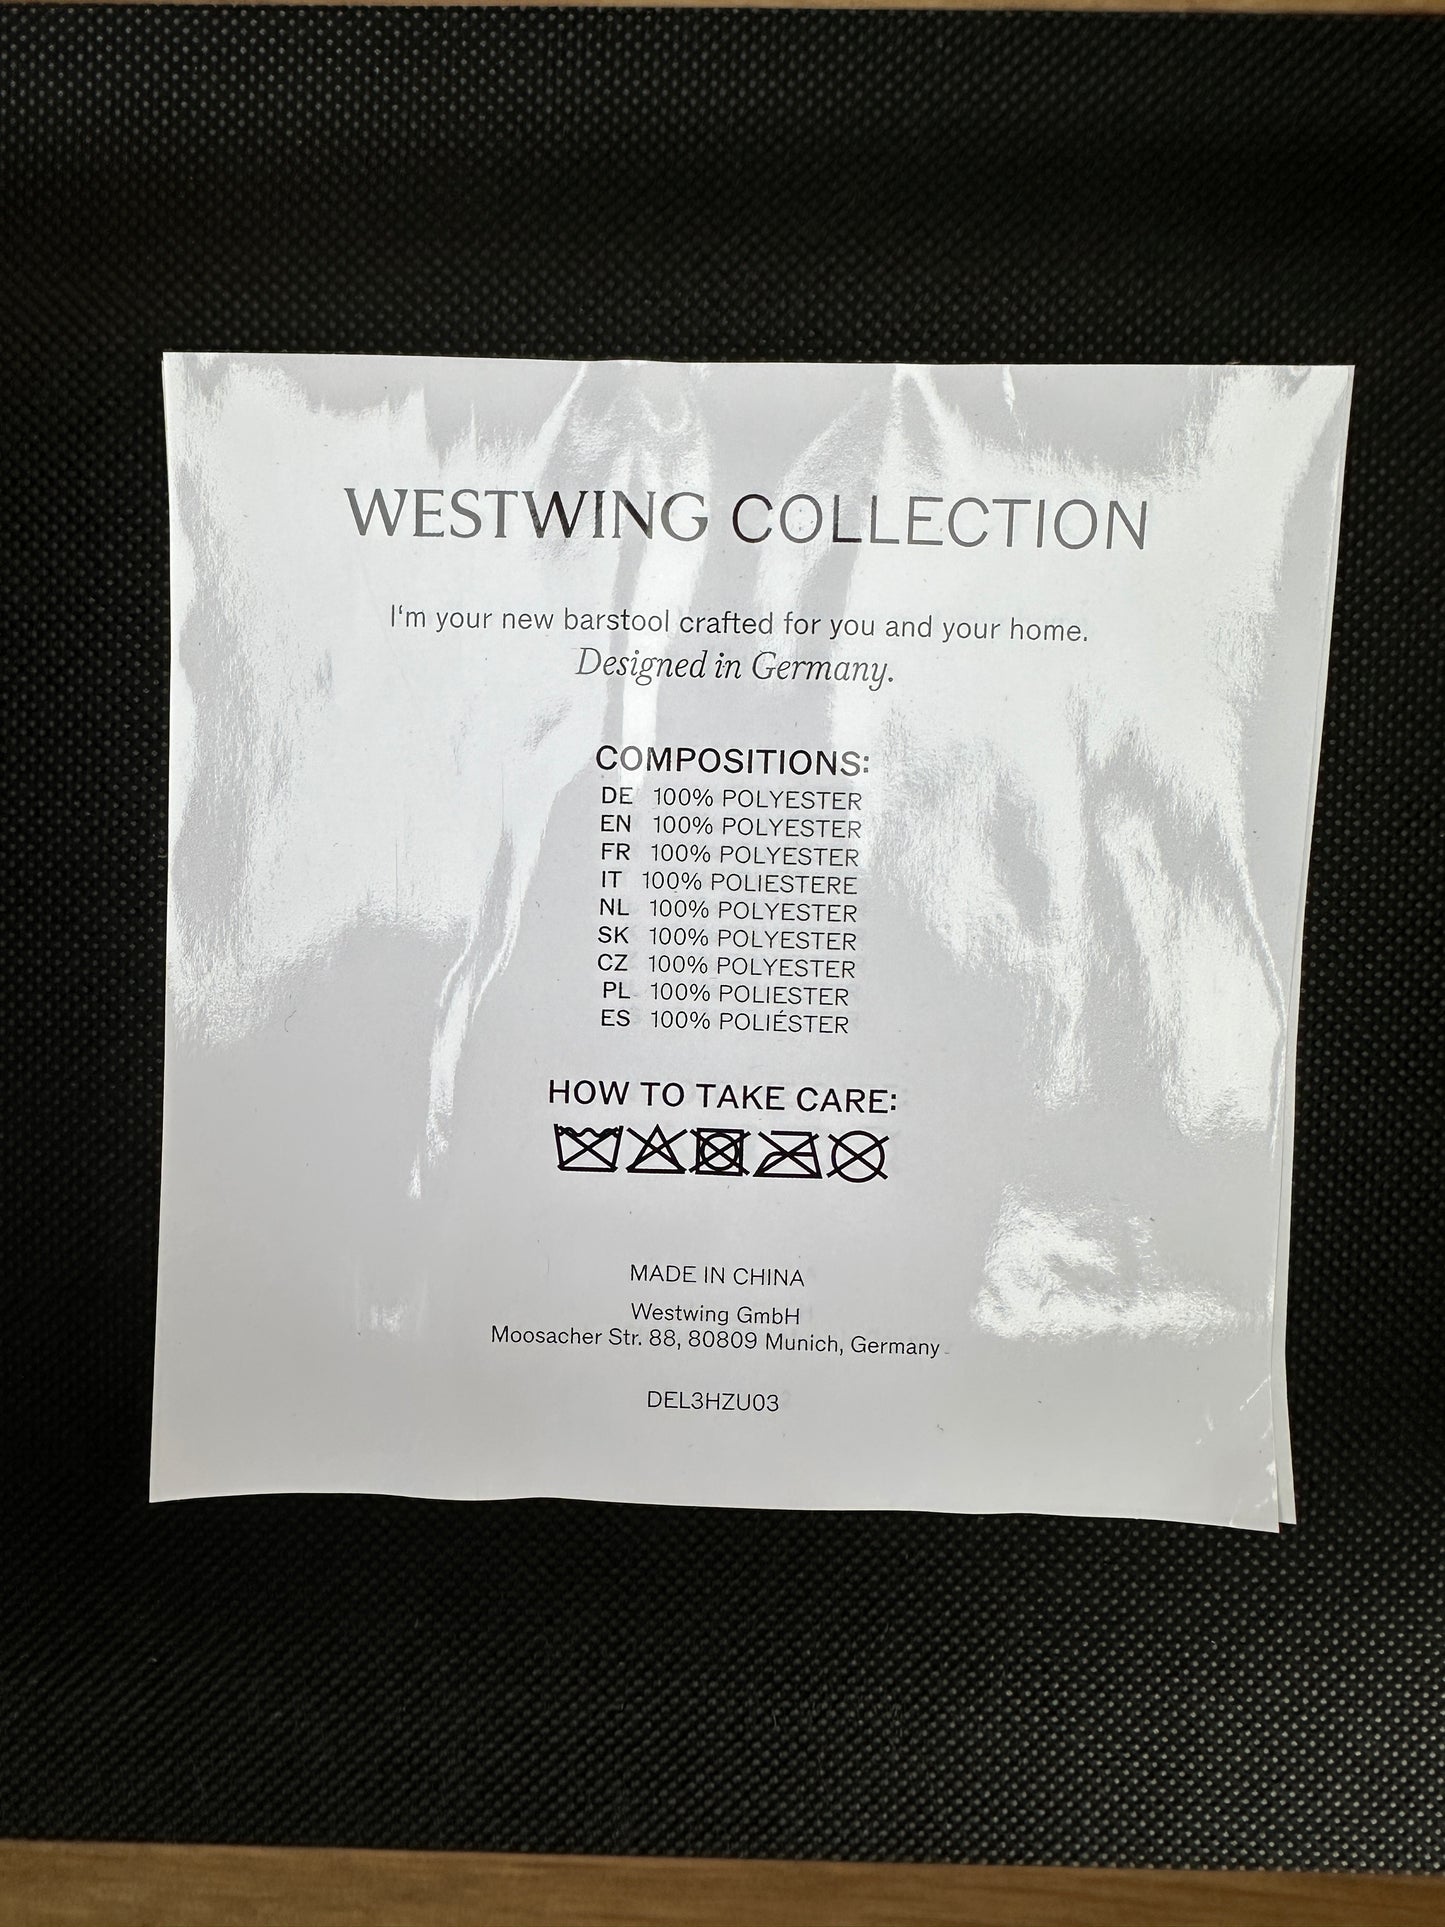 WESTWING COLLECTION
I‘m your new barstool crafted for you and your home.
Designed in Germany.
COMPOSITIONS:
DE 100% POLYESTER
EN 100% POLYESTER
FR 100% POLYESTER
IT 100% POLIESTERE
NL 100% POLYESTER
SK 100% POLYESTER
CZ 100% POLYESTER
PL 100% POLIESTER
ES 100% POLIÉSTER
HOW TO TAKE CARE:
MADE IN CHINA
Westwing GmbH
Moosacher Str. 88, 80809 Munich, Germany
DEL3HZU03